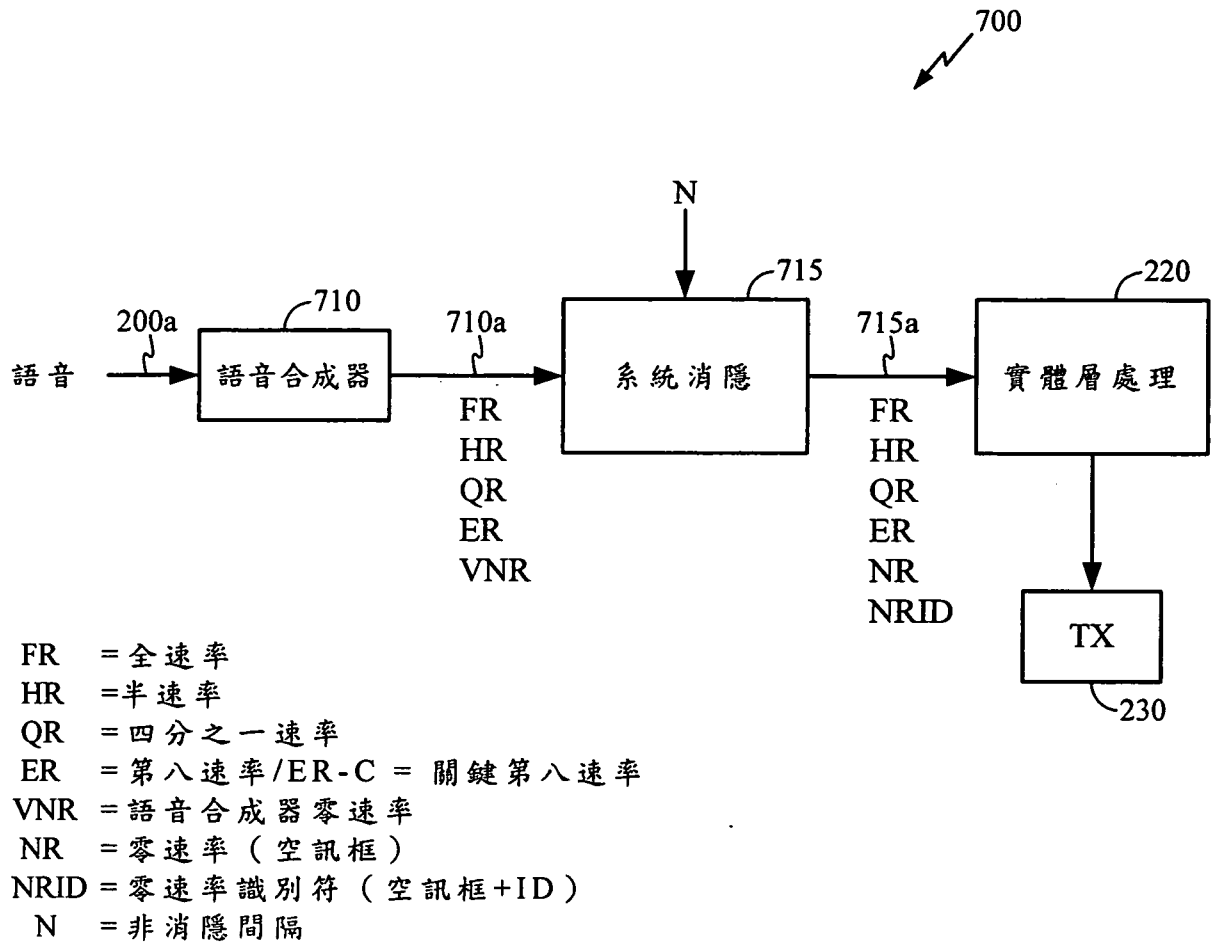 700
N
715
220
710
200a
710a
715a
語音
語音合成器
系統消隱
實體層處理
FR
HR
QR
ER
VNR
FR
HR
QR
ER
NR
NRID
TX
230
FR =全速率
HR =半速率
QR =四分之一速率
ER =第八速率/ER-C = 關鍵第八速率
VNR =語音合成器零速率
NR =零速率(空訊框)
NRID =零速率識別符(空訊框+ID)
N =非消隱間隔